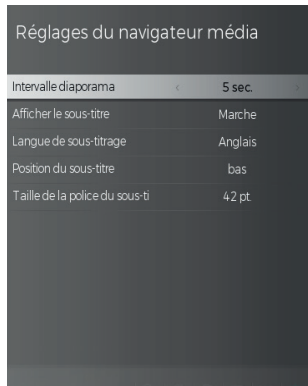 Réglages du navigateur média
Intervalle diaporama < 5 sec. >
Afficher le sous-titre Marche
Langue de sous-titrage Anglais
Position du sous-titre bas
Taille de la police du sous-ti 42 pt